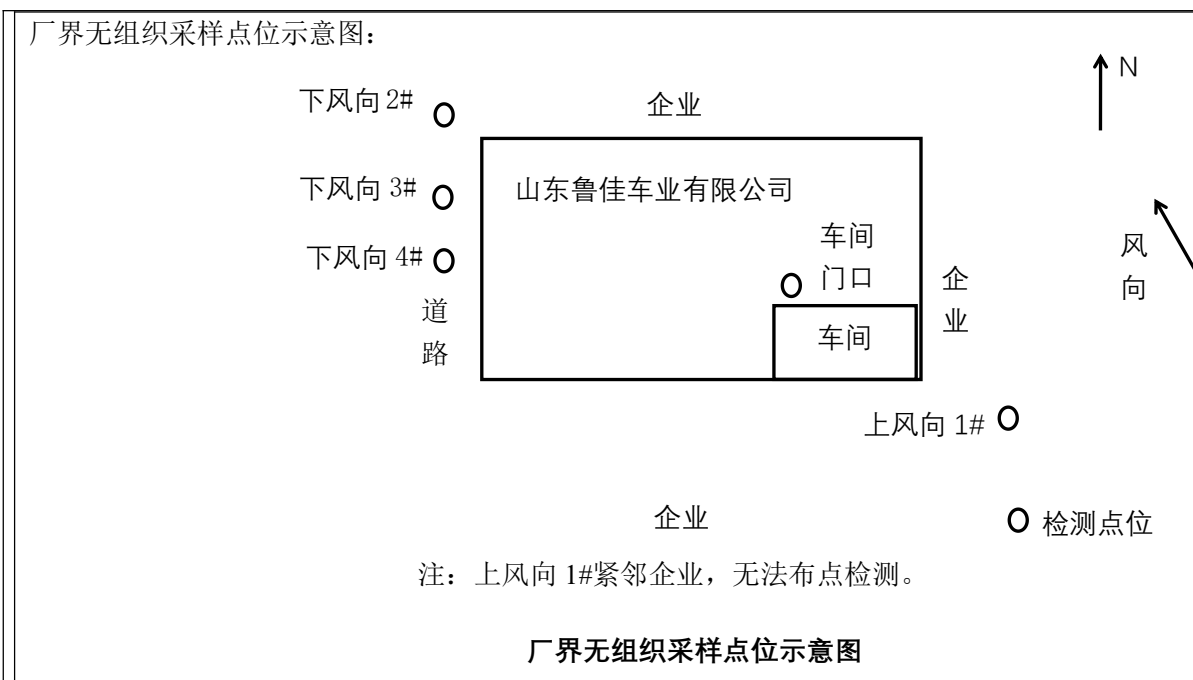 厂界无组织采样点位示意图：
N
下风向 2#
企业
下风向 3#
山东鲁佳车业有限公司
车间
门口
风
向
下风向 4#
企
业
道
路
车间
上风向 1#
企业
检测点位
注：上风向 1#紧邻企业，无法布点检测。
厂界无组织采样点位示意图